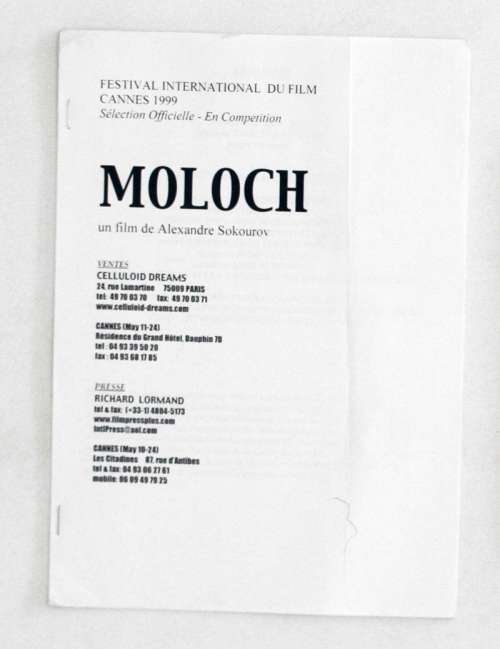 FESTIVAL INTERNATIONAL DU FILM
CANNES 1999
Sélection Officielle - En Competition
MOLOCH
un film de Alexandre Sokourov
VENTES
CELLULOID DREAMS
24, rue Lamartine 75009 PARIS
tel: 49 70 03 70 fax: 49 70 03 71
www.celluloid-dreams.com
CANNES (May 11-24)
Résidence du Grand Hôtel, Dauphin 7D
tel : 04 93 39 50 20
fax : 04 93 68 17 85
PRESSE
RICHARD LORMAND
tel & fax: (+33-1) 4804-5173
www.filmpressplus.com
IntlPress@aol.com
CANNES (May 10-24)
Les Citadines 87, rue d'Antibes
tel & fax: 04 93 06 27 61
mobile: 06 09 49 79 25